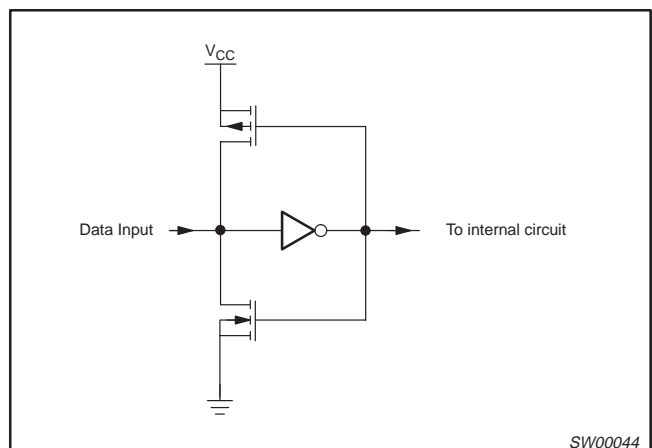 VCC
Data Input
To internal circuit
SW00044